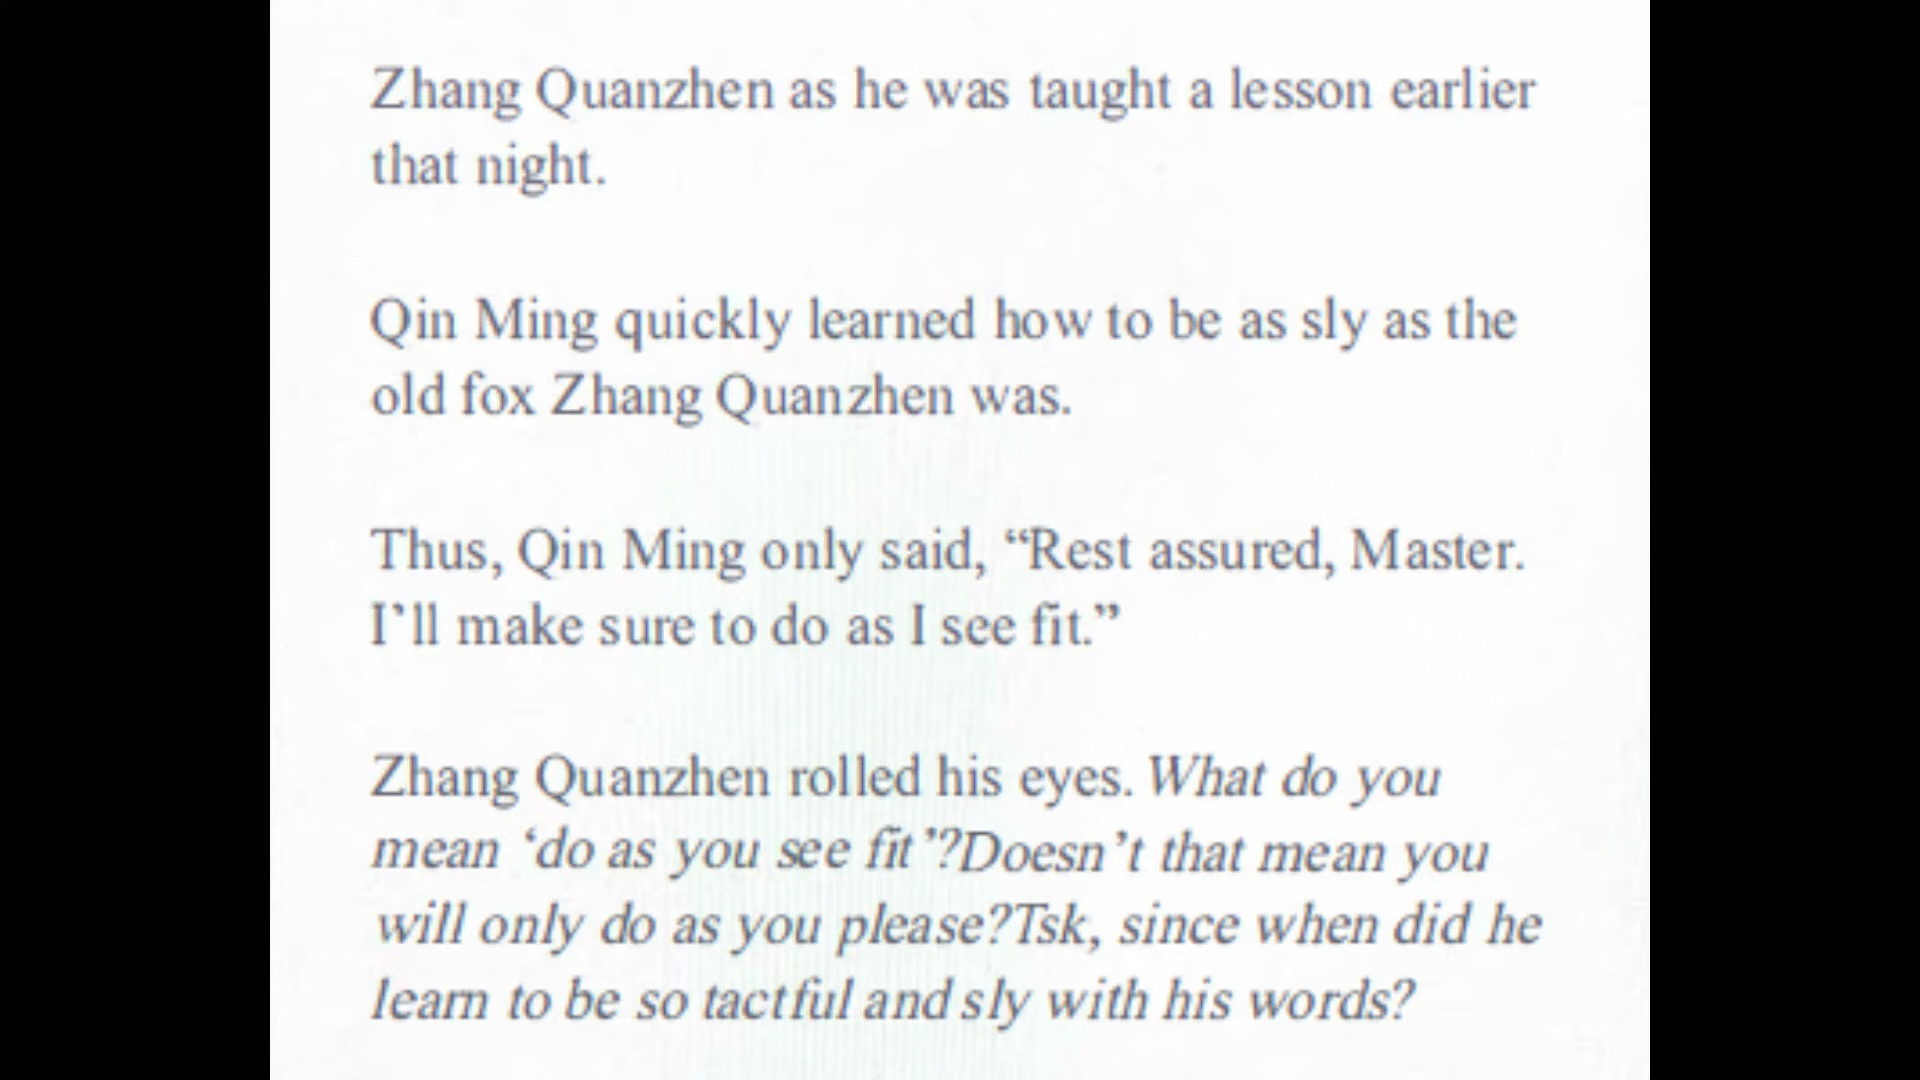 Zhang Quanzhen as he was taught a lesson earlier
that night.
Qin Ming quickly learned how to be as sly as the
old fox Zhang Quanzhen was.
Thus, Qin Ming only said, “Rest assured, Master.
I’ll make sure to do as I see fit.”
Zhang Quanzhen rolled his eyes. What do you
mean ‘do as you see fit’?Doesn’t that mean you
will only do as you please?Tsk, since when did he
learn to be so tactful and sly with his words?